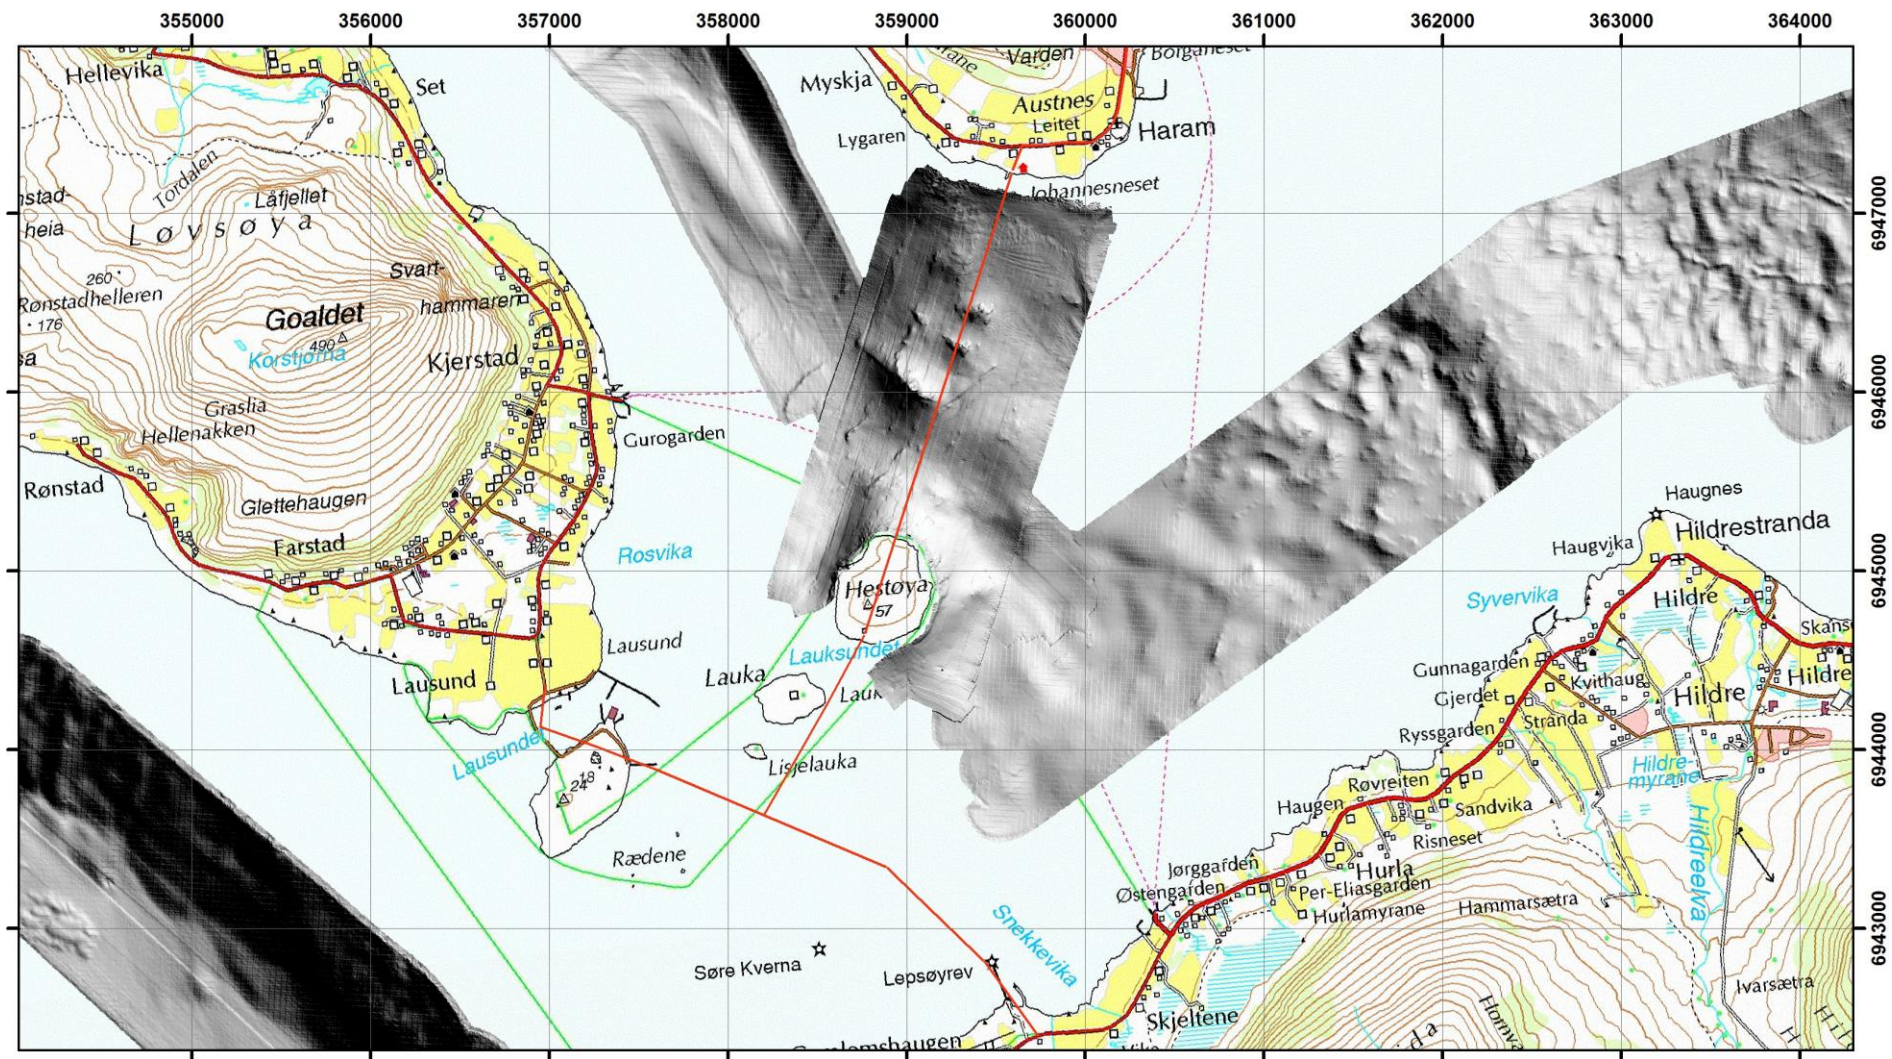 355000 356000 357000 358000 359000 360000 361000 362000 363000 364000
Hellevika
Set
Myskja
Varden
Borganeset
Austnes
Leitet
Lygaren
Haram
Johannesneset
Tordalen
Låfjellet
Løvsøya
heia
6947000
Svart-
hammaren
260
Rønstadhelleren
176
Goaldet
490
Korstjørna
Kjerstad
6946000
Graslia
Hellenakken
Gurogarden
Rønstad
Glettehaugen
Farstad
Rosvika
Haugnes
Hildrestranda
Haugvika
6945000
Hestøya
57
Syvervika
Hildre
Lausund
Lauksundet
Gunnagarden
Kvithaug
Lausund
Lauka
Gjerdet
Hildre
Hildre
Stranda
Ryssgarden
Lausundet
Lisjelauka
6944000
Hildre-
myrane
18
24
Røvreiten
Haugen
Sandvika
Risneset
Rædene
Jørggarden
Hurla
Hildreelva
Østengarden
Per-Eliasgarden
Hammarsætra
Hurlamyrane
6943000
Snekkevika
Søre Kverna
Lepsøyrev
Ivarsætra
Skjeltene